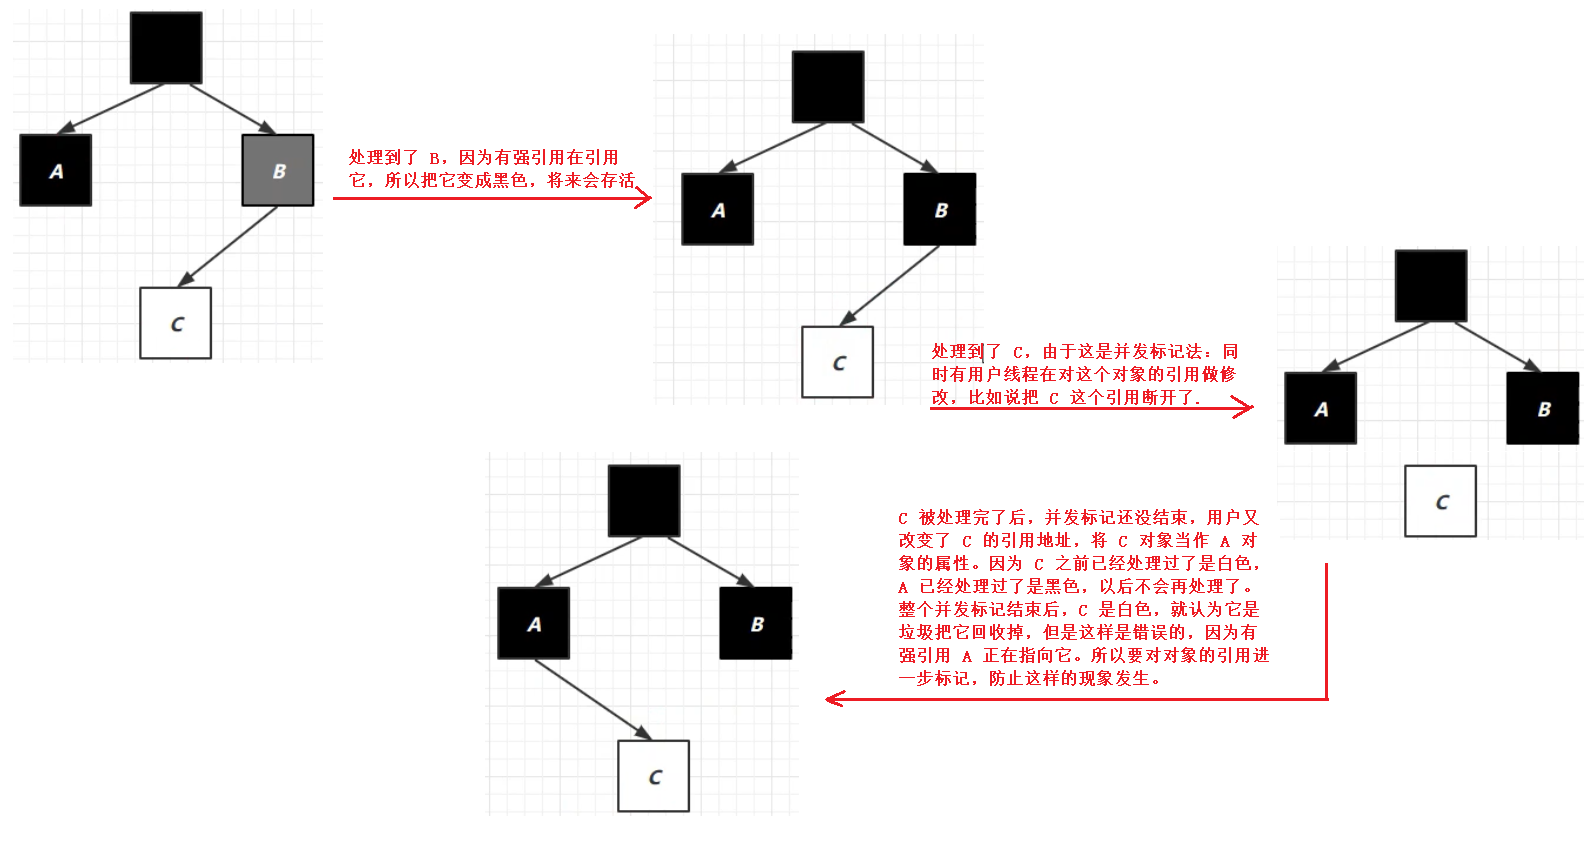 A
B
C
处理到了 B，因为有强引用在引用
它，所以把它变成黑色，将来会存活
A
B
C
处理到了 C，由于这是并发标记法：同
时有用户线程在对这个对象的引用做修
改，比如说把 C 这个引用断开了.
A
B
C
C 被处理完了后，并发标记还没结束，用户又
改变了 C 的引用地址，将 C 对象当作 A 对
象的属性。因为 C 之前已经处理过了是白色，
A 已经处理过了是黑色，以后不会再处理了。
整个并发标记结束后，C 是白色，就认为它是
垃圾把它回收掉，但是这样是错误的，因为有
强引用 A 正在指向它。所以要对对象的引用进
一步标记，防止这样的现象发生。
A
B
C